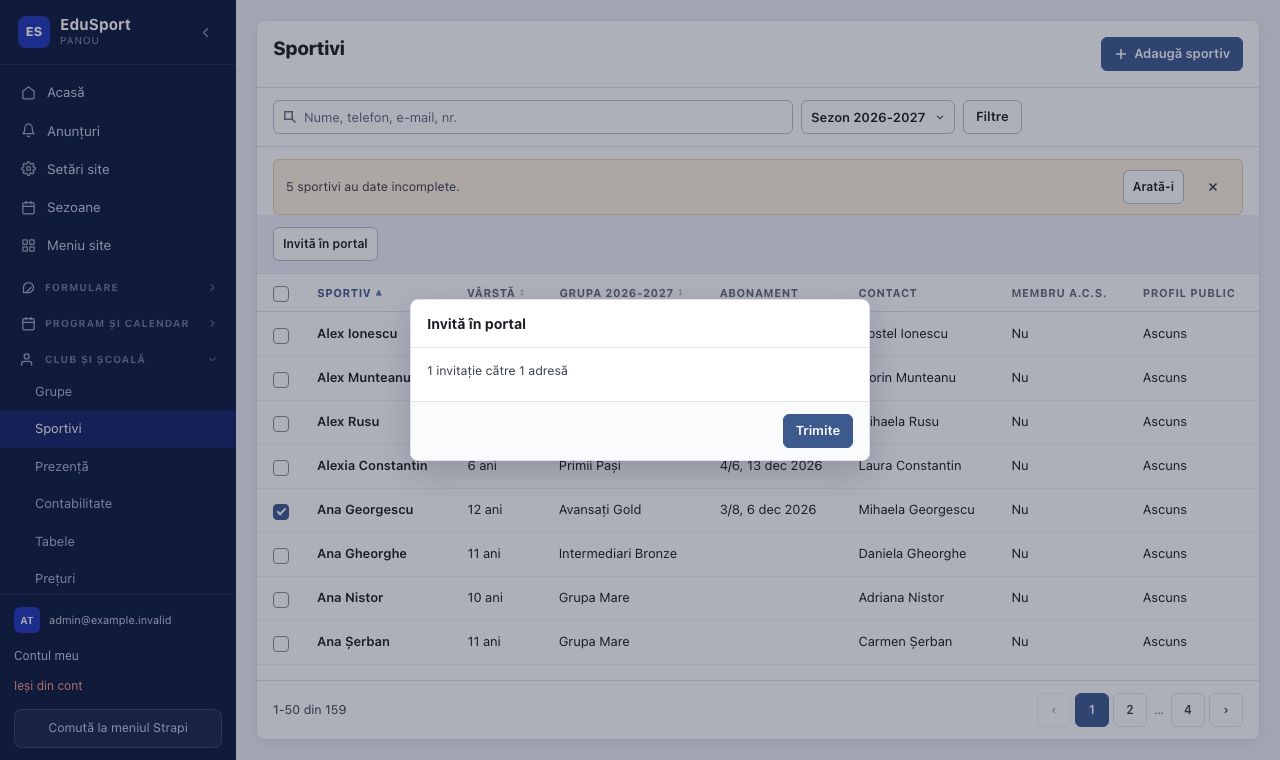 ES
EduSport
PANOU
Acasă
Anunțuri
Setări site
Sezoane
Meniu site
FORMULARE
PROGRAM ȘI CALENDAR
CLUB ȘI ȘCOALĂ
Grupe
Sportivi
Prezență
Contabilitate
Tabele
Prețuri
AT admin@example.invalid
Contul meu
Ieși din cont
Comută la meniul Strapi
Sportivi
Adaugă sportiv
Nume, telefon, e-mail, nr. Sezon 2026-2027 Filtre
5 sportivi au date incomplete. Arată-i
Invită în portal
SPORTIV VÂRSTĂ GRUPA 2026-2027 ABONAMENT CONTACT MEMBRU A.C.S. PROFIL PUBLIC
Alex Ionescu Ionescu Nu Ascuns
Alex Munteanu Munteanu Nu Ascuns
Alex Rusu Rusu Nu Ascuns
Alexia Constantin 6 ani Primii Pași 4/6, 13 dec 2026 Laura Constantin Nu Ascuns
Ana Georgescu 12 ani Avansați Gold 3/8, 6 dec 2026 Mihaela Georgescu Nu Ascuns
Ana Gheorghe 11 ani Intermediari Bronze Daniela Gheorghe Nu Ascuns
Ana Nistor 10 ani Grupa Mare Adriana Nistor Nu Ascuns
Ana Șerban 11 ani Grupa Mare Carmen Șerban Nu Ascuns
Invită în portal
1 invitație către 1 adresă
Trimite
1-50 din 159 ‹ 1 2 … 4 ›